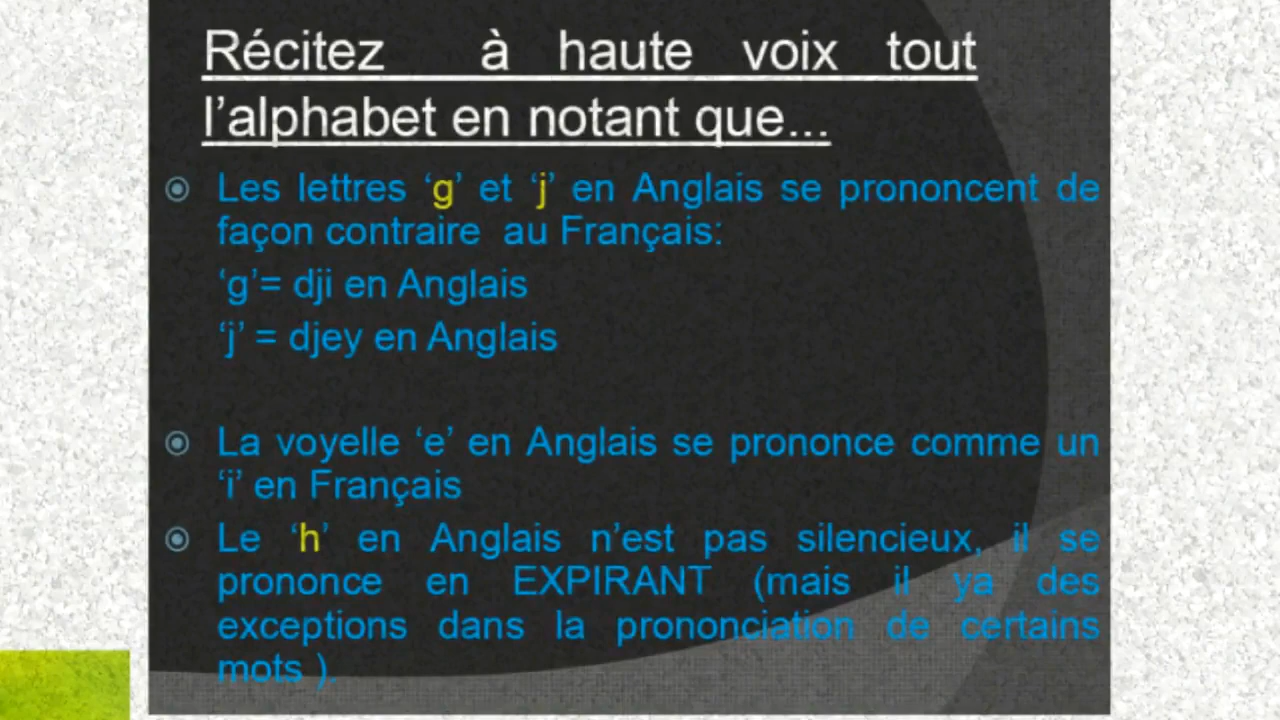 Récitez à haute voix tout
l’alphabet en notant que...
Les lettres ‘g’ et ‘j’ en Anglais se prononcent de
façon contraire au Français:
‘g’= dji en Anglais
‘j’ = djey en Anglais
La voyelle ‘e’ en Anglais se prononce comme un
‘i’ en Français
Le ‘h’ en Anglais n’est pas silencieux, il se
prononce en EXPIRANT (mais il ya des
exceptions dans la prononciation de certains
mots ).